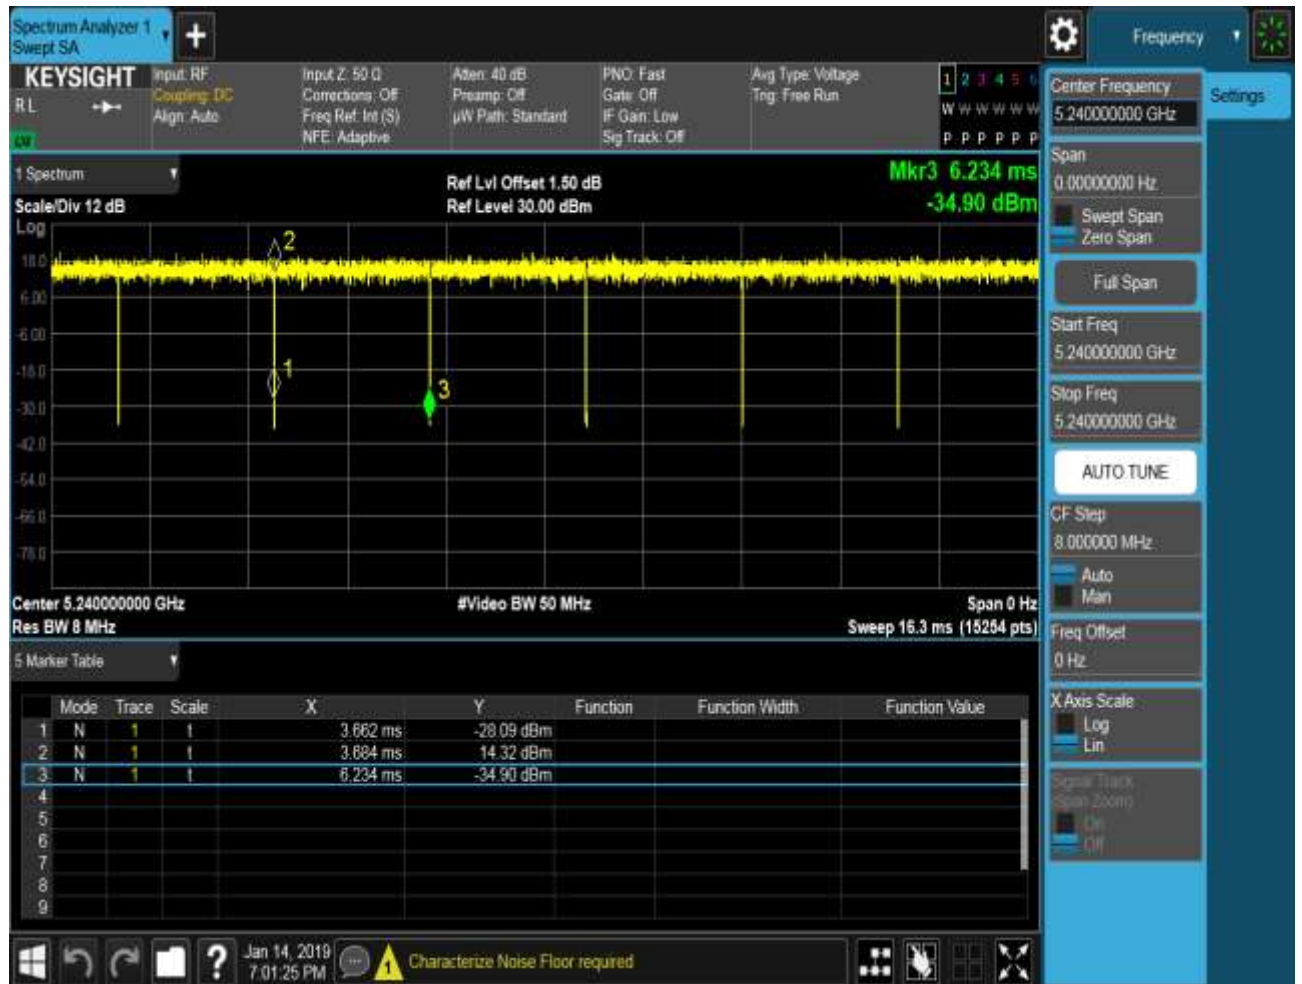 Spectrum Analyzer 1
Swept SA
+
Frequency
KEYSIGHT
RL
Input: RF
Coupling: DC
Align: Auto
Input Z: 50 Ω
Corrections: Off
Freq Ref: Int (S)
NFE: Adaptive
Atten: 40 dB
Preamp: Off
µW Path: Standard
PNO: Fast
Gate: Off
IF Gain: Low
Sig Track: Off
Avg Type: Voltage
Trig: Free Run
1 2 3 4 5 6
W W W W W W
P P P P P P
1 Spectrum
Scale/Div 12 dB
Log
Ref Lvl Offset 1.50 dB
Ref Level 30.00 dBm
Mkr3 6.234 ms
-34.90 dBm
18.0
6.00
-6.00
-18.0
-30.0
-42.0
-54.0
-66.0
-78.0
2
1
3
Center 5.240000000 GHz
#Video BW 50 MHz
Span 0 Hz
Res BW 8 MHz
Sweep 16.3 ms (15254 pts)
5 Marker Table
Mode Trace Scale X Y Function Function Width Function Value
1 N 1 t 3.662 ms -28.09 dBm
2 N 1 t 3.684 ms 14.32 dBm
3 N 1 t 6.234 ms -34.90 dBm
4
5
6
7
8
9
Center Frequency
5.240000000 GHz
Settings
Span
0.00000000 Hz
Swept Span
Zero Span
Full Span
Start Freq
5.240000000 GHz
Stop Freq
5.240000000 GHz
AUTO TUNE
CF Step
8.000000 MHz
Auto
Man
Freq Offset
0 Hz
X Axis Scale
Log
Lin
Signal Track
(Span Zoom)
On
Off
?
Jan 14, 2019
7:01:25 PM
1
Characterize Noise Floor required